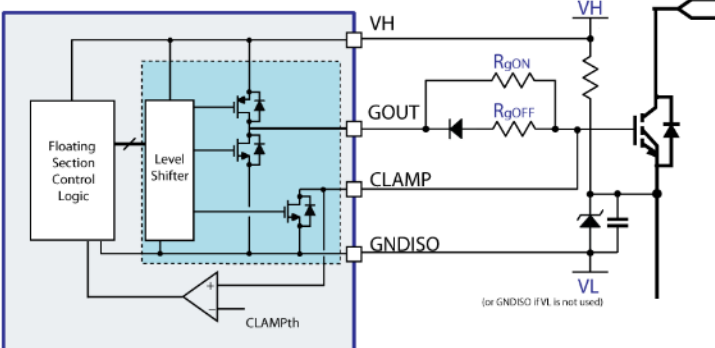 VH
VH
RgON
GOUT
RgOFF
Floating
Section
Control
Logic
Level
Shifter
CLAMP
GNDISO
+
−
CLAMPth
VL
(or GNDISO if VL is not used)